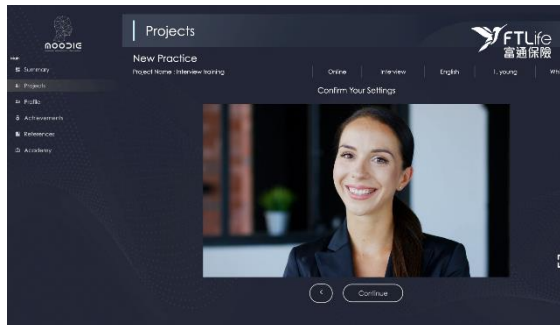 MOODIE
Summary
Projects
Profile
Achievements
References
Academy
Projects
FTLife
富通保險
New Practice
Project Name : Interview training
Online
Interview
English
Confirm Your Settings
Continue